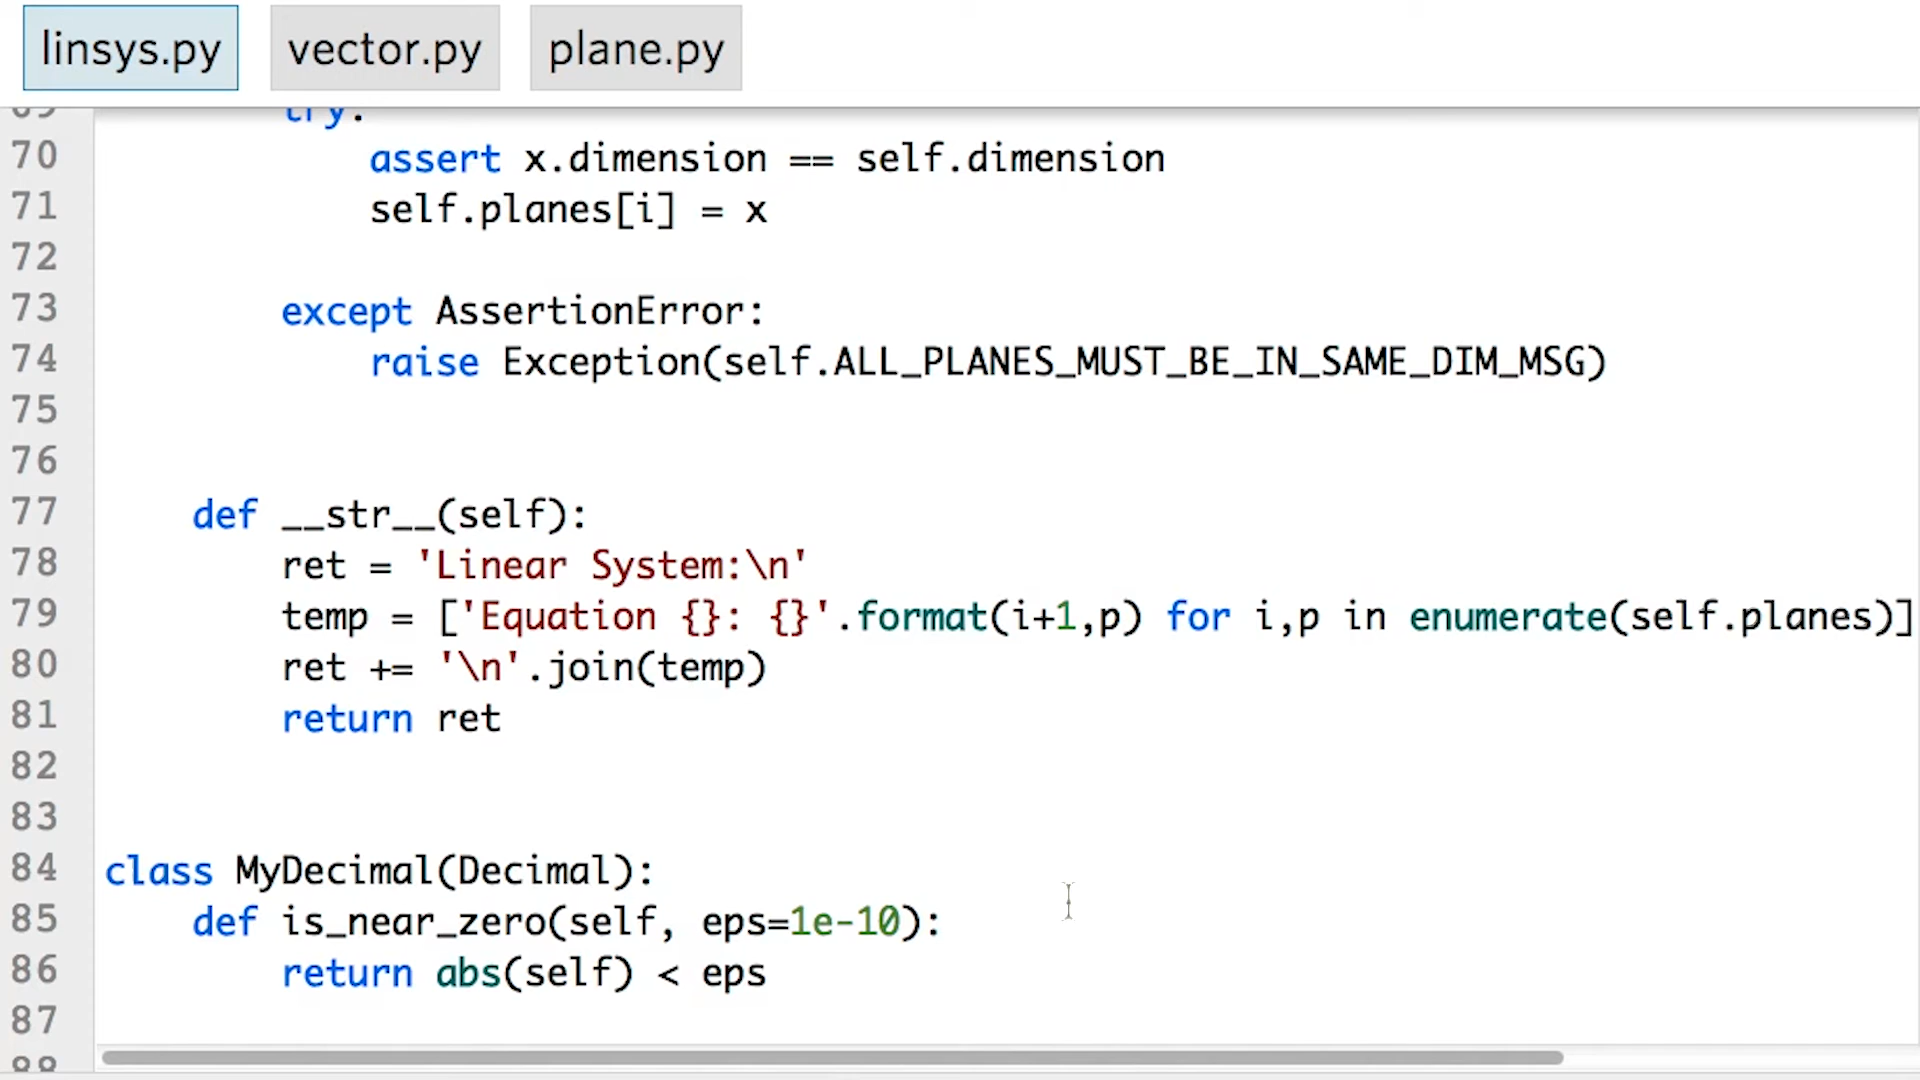 linsys.py vector.py plane.py
69 try:
70 assert x.dimension == self.dimension
71 self.planes[i] = x
72
73 except AssertionError:
74 raise Exception(self.ALL_PLANES_MUST_BE_IN_SAME_DIM_MSG)
75
76
77 def __str__(self):
78 ret = 'Linear System:\n'
79 temp = ['Equation {}: {}'.format(i+1,p) for i,p in enumerate(self.planes)]
80 ret += '\n'.join(temp)
81 return ret
82
83
84 class MyDecimal(Decimal):
85 def is_near_zero(self, eps=1e-10):
86 return abs(self) < eps
87
88